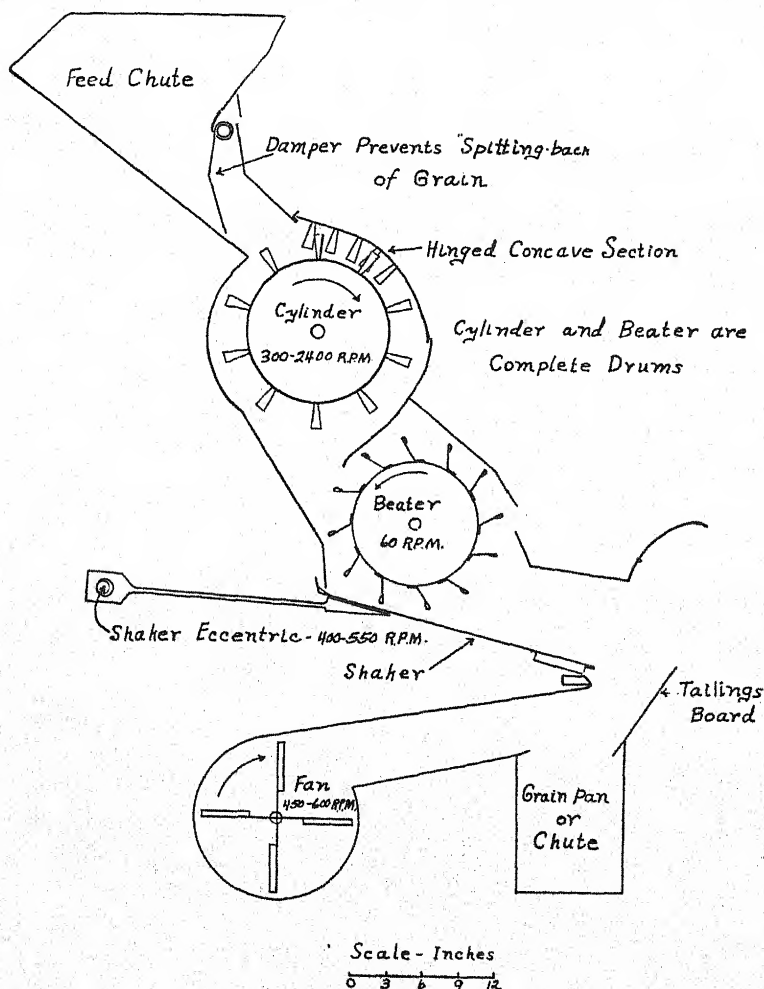 Feed Chute
Damper Prevents "Spitting-back
of Grain
Hinged Concave Section
Cylinder
300-2400 R.P.M.
Cylinder and Beater are
Complete Drums
Beater
60 R.P.M.
Shaker Eccentric - 400-550 R.P.M.
Shaker
Tailings
Board
Fan
450-600 R.P.M.
Grain Pan
or
Chute
Scale - Inches
0 3 6 9 12